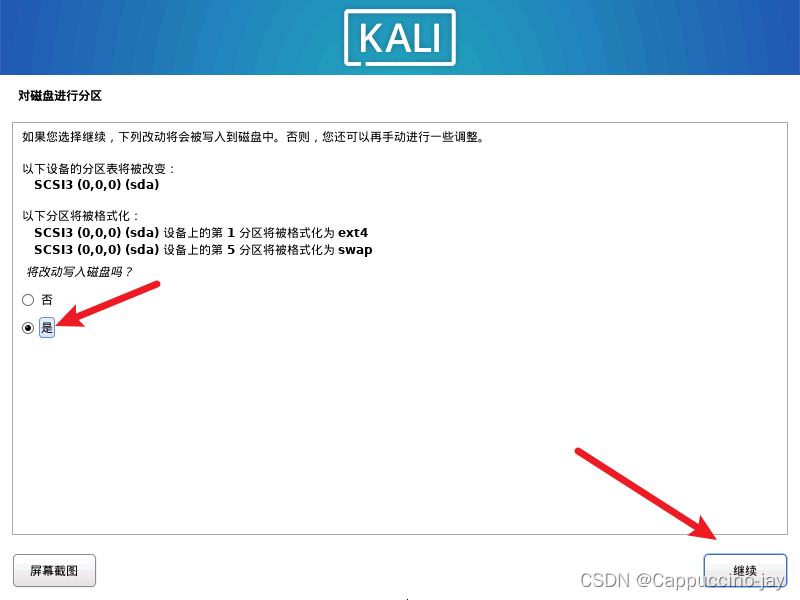 KALI
对磁盘进行分区
如果您选择继续，下列改动将会被写入到磁盘中。否则，您还可以再手动进行一些调整。
以下设备的分区表将被改变：
SCSI3 (0,0,0) (sda)
以下分区将被格式化：
SCSI3 (0,0,0) (sda) 设备上的第 1 分区将被格式化为 ext4
SCSI3 (0,0,0) (sda) 设备上的第 5 分区将被格式化为 swap
将改动写入磁盘吗？
否
是
屏幕截图
继续
CSDN @Cappuccino-jay